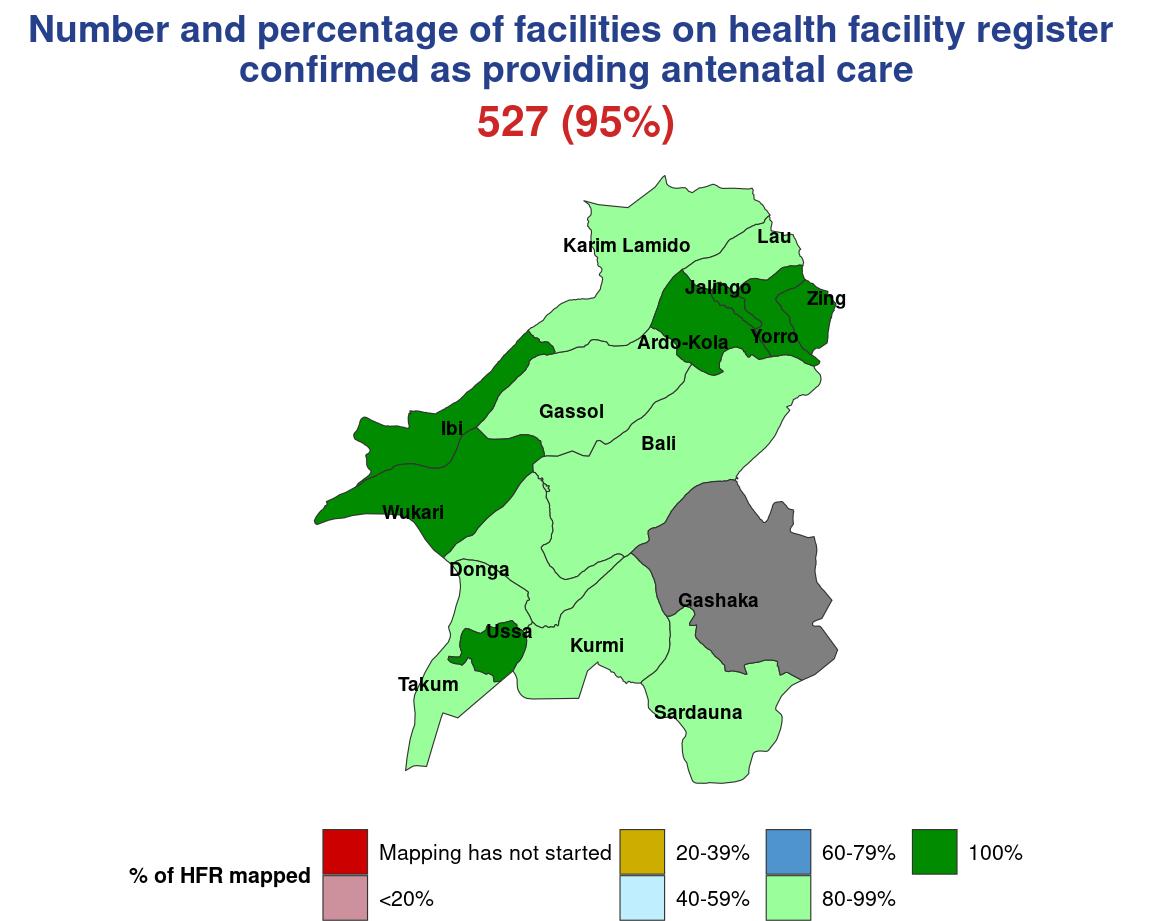 Number and percentage of facilities on health facility register
confirmed as providing antenatal care
527 (95%)
Karim Lamido
Lau
Jalingo
Zing
Yorro
Ardo-Kola
Gassol
Ibi
Bali
Wukari
Donga
Gashaka
Ussa
Kurmi
Takum
Sardauna
% of HFR mapped
Mapping has not started
<20%
20-39%
40-59%
60-79%
80-99%
100%